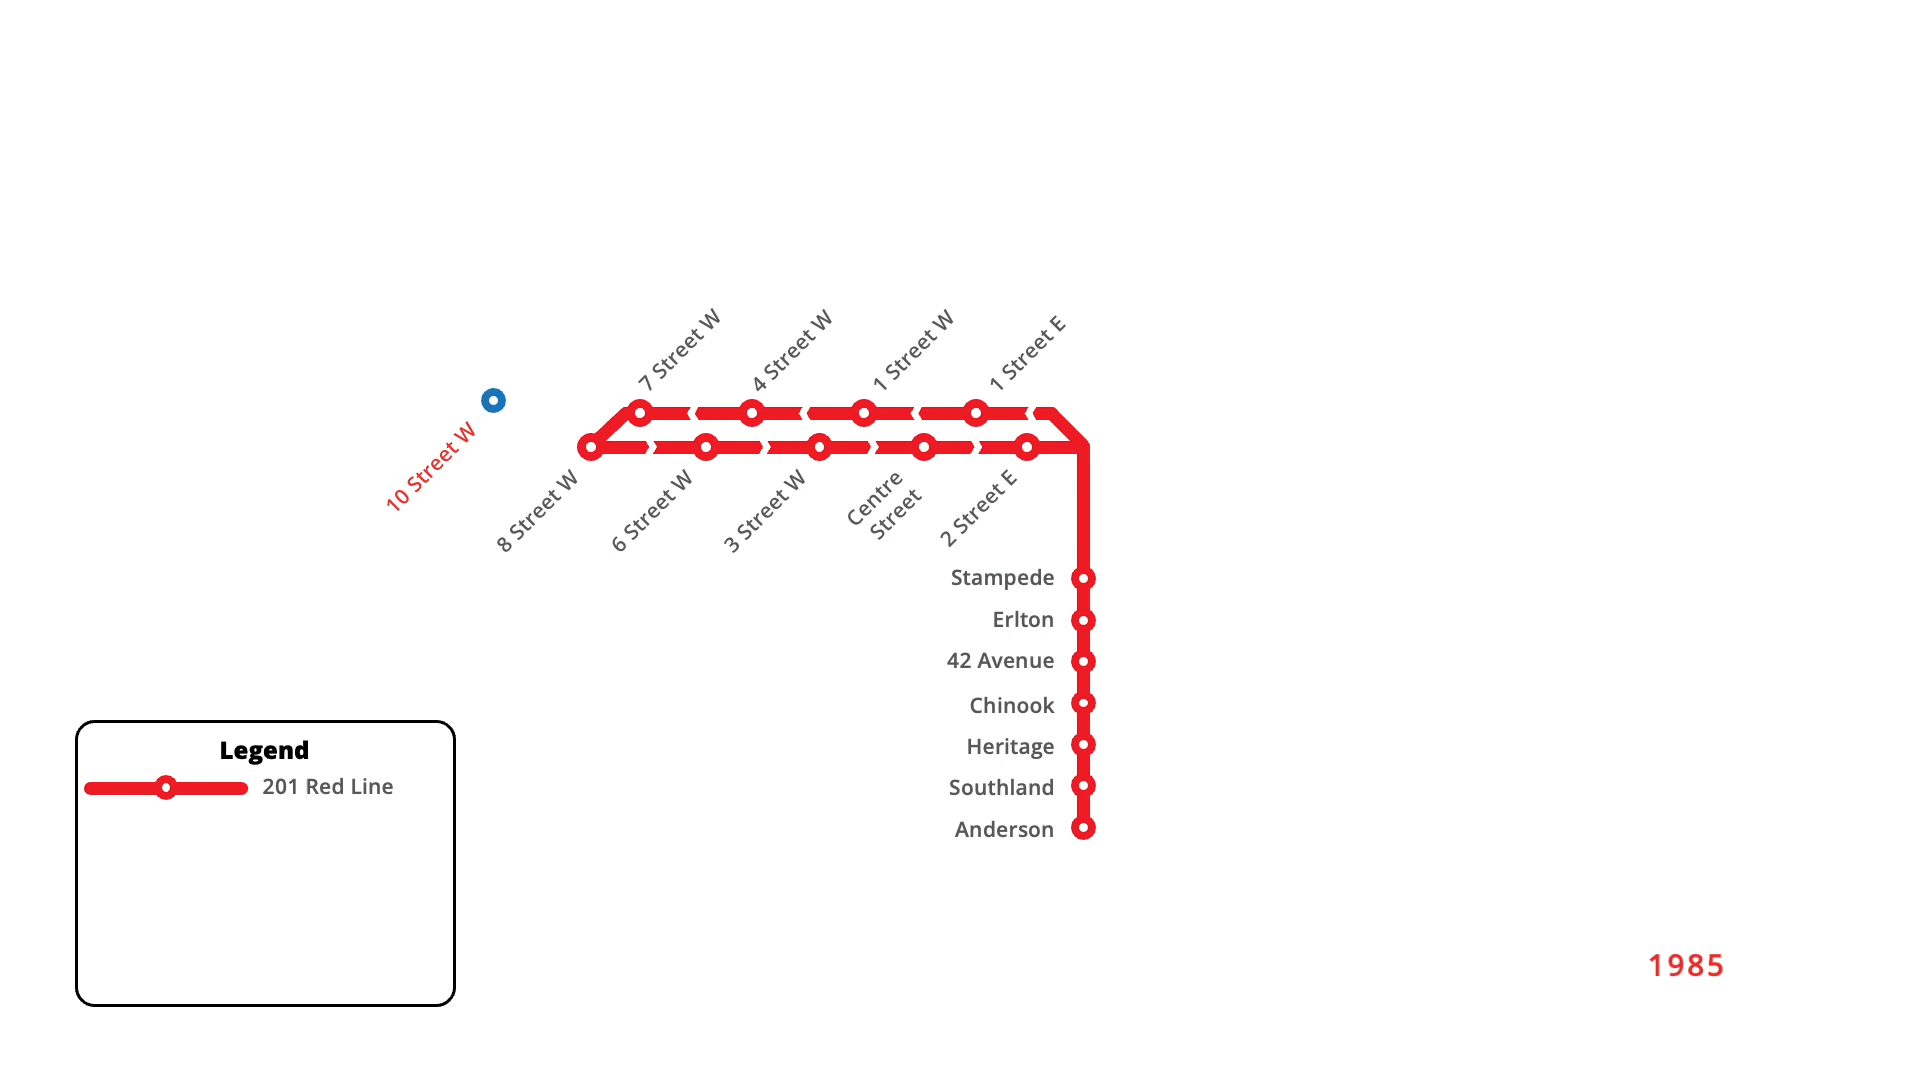 7 Street W
4 Street W
1 Street W
1 Street E
10 Street W
8 Street W
6 Street W
3 Street W
Centre
Street
2 Street E
Stampede
Erlton
42 Avenue
Chinook
Heritage
Southland
Anderson
Legend
201 Red Line
1985